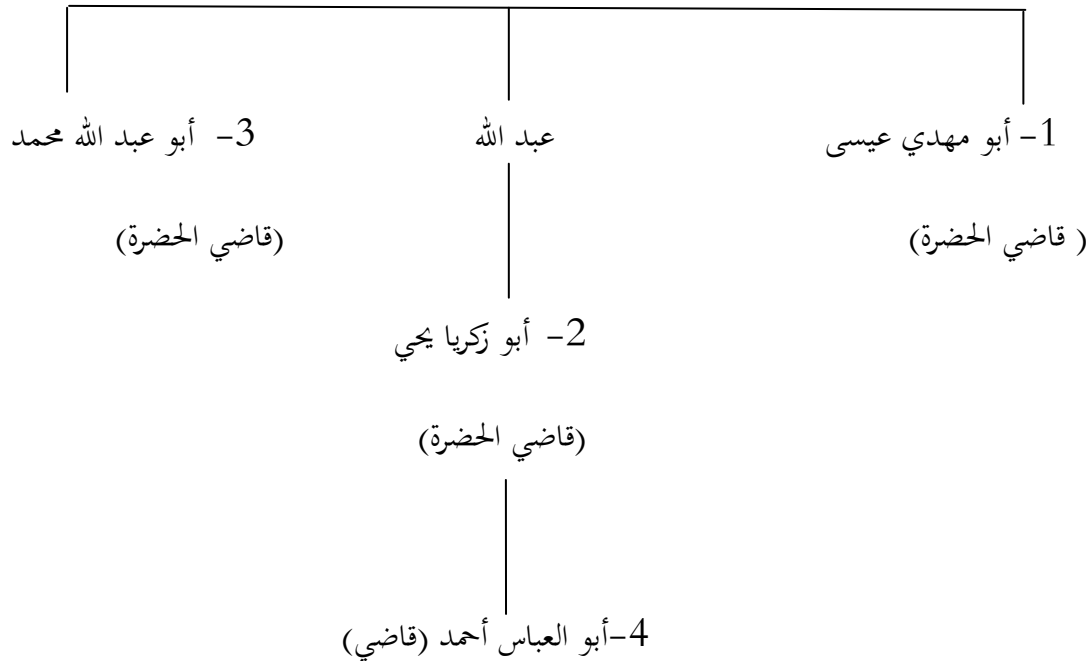 1- أبو مهدي عيسى
عبد الله
3- أبو عبد الله محمد
( قاضي الحضرة)
(قاضي الحضرة)
2- أبو زكريا يحي
(قاضي الحضرة)
4-أبو العباس أحمد (قاضي)